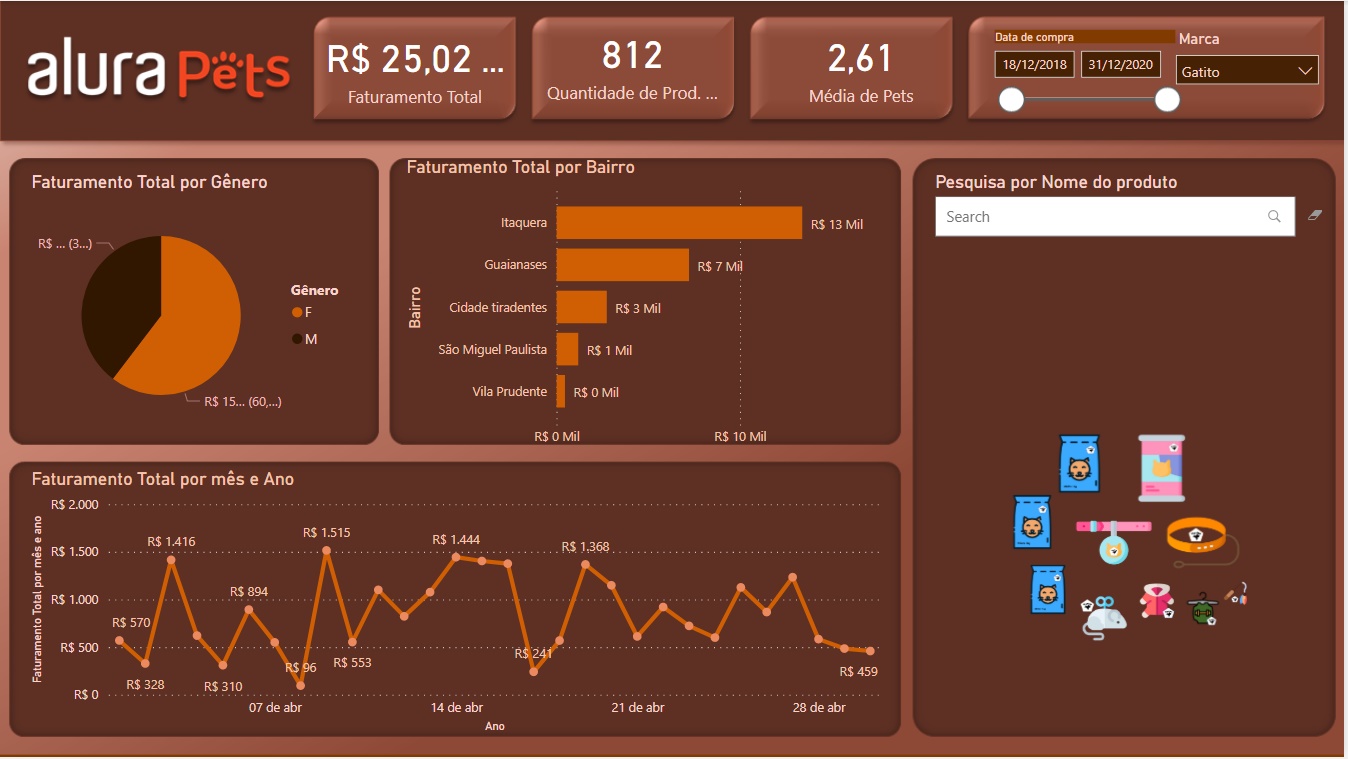 alura Pets
R$ 25,02 ...
Faturamento Total
812
Quantidade de Prod. ...
2,61
Média de Pets
Data de compra
18/12/2018
31/12/2020
Marca
Gatito
Faturamento Total por Gênero
R$ ... (3...)
R$ 15... (60,...)
Gênero
F
M
Faturamento Total por Bairro
Bairro
Itaquera
R$ 13 Mil
Guaianases
R$ 7 Mil
Cidade tiradentes
R$ 3 Mil
São Miguel Paulista
R$ 1 Mil
Vila Prudente
R$ 0 Mil
R$ 0 Mil
R$ 10 Mil
Pesquisa por Nome do produto
Search
Faturamento Total por mês e Ano
Faturamento Total por mês e ano
R$ 2.000
R$ 1.500
R$ 1.000
R$ 500
R$ 0
R$ 570
R$ 328
R$ 1.416
R$ 310
R$ 894
R$ 96
R$ 1.515
R$ 553
R$ 1.444
R$ 241
R$ 1.368
R$ 459
07 de abr
14 de abr
21 de abr
28 de abr
Ano